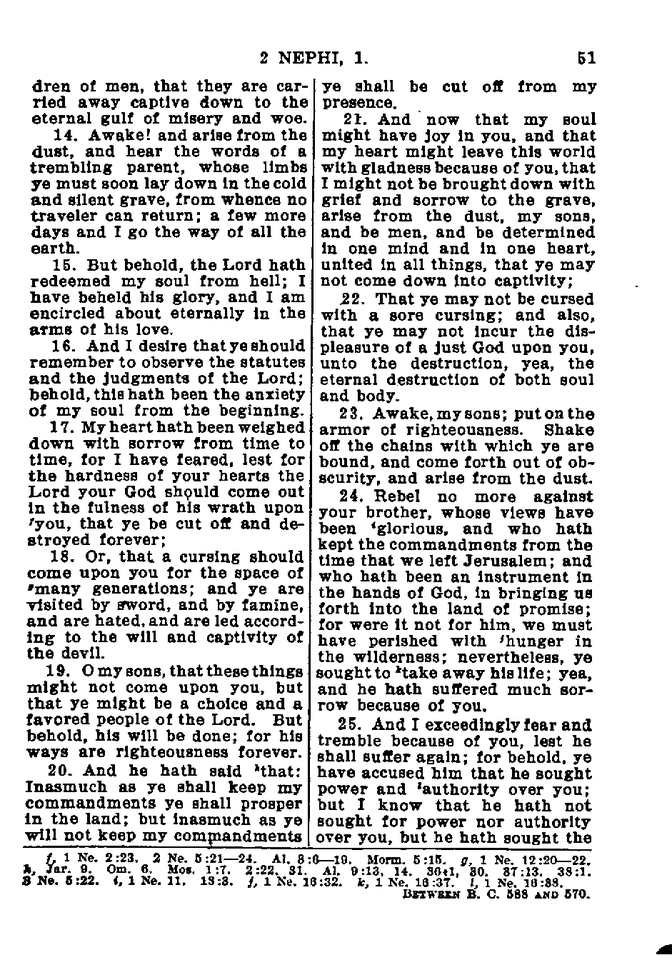 2 NEPHI, 1.
51
dren of men, that they are car-
ried away captive down to the
eternal gulf of misery and woe.
14. Awake! and arise from the
dust, and hear the words of a
trembling parent, whose limbs
ye must soon lay down in the cold
and silent grave, from whence no
traveler can return; a few more
days and I go the way of all the
earth.
15. But behold, the Lord hath
redeemed my soul from hell; I
have beheld his glory, and I am
encircled about eternally in the
arms of his love.
16. And I desire that ye should
remember to observe the statutes
and the judgments of the Lord;
behold, this hath been the anxiety
of my soul from the beginning.
17. My heart hath been weighed
down with sorrow from time to
time, for I have feared, lest for
the hardness of your hearts the
Lord your God should come out
in the fulness of his wrath upon
fyou, that ye be cut off and de-
stroyed forever;
18. Or, that a cursing should
come upon you for the space of
gmany generations; and ye are
visited by sword, and by famine,
and are hated, and are led accord-
ing to the will and captivity of
the devil.
19. O my sons, that these things
might not come upon you, but
that ye might be a choice and a
favored people of the Lord. But
behold, his will be done; for his
ways are righteousness forever.
20. And he hath said hthat:
Inasmuch as ye shall keep my
commandments ye shall prosper
in the land; but inasmuch as ye
will not keep my commandments
ye shall be cut off from my
presence.
21. And now that my soul
might have joy in you, and that
my heart might leave this world
with gladness because of you, that
I might not be brought down with
grief and sorrow to the grave,
arise from the dust, my sons,
and be men, and be determined
in one mind and in one heart,
united in all things, that ye may
not come down into captivity;
22. That ye may not be cursed
with a sore cursing; and also,
that ye may not incur the dis-
pleasure of a just God upon you,
unto the destruction, yea, the
eternal destruction of both soul
and body.
23. Awake, my sons; put on the
armor of righteousness. Shake
off the chains with which ye are
bound, and come forth out of ob-
scurity, and arise from the dust.
24. Rebel no more against
your brother, whose views have
been iglorious, and who hath
kept the commandments from the
time that we left Jerusalem; and
who hath been an instrument in
the hands of God, in bringing us
forth into the land of promise;
for were it not for him, we must
have perished with jhunger in
the wilderness; nevertheless, ye
sought to ktake away his life; yea,
and he hath suffered much sor-
row because of you.
25. And I exceedingly fear and
tremble because of you, lest he
shall suffer again; for behold, ye
have accused him that he sought
power and lauthority over you;
but I know that he hath not
sought for power nor authority
over you, but he hath sought the
f, 1 Ne. 2:23. 2 Ne. 5:21—24. Al. 3:6—19. Morm. 5:15. g, 1 Ne. 12:20—22.
h, Jar. 9. Om. 6. Mos. 1:7. 2:22, 31. Al. 9:13, 14. 36:1, 30. 37:13. 38:1.
3 Ne. 5:22. i, 1 Ne. 11. 13:3. j, 1 Ne. 16:32. k, 1 Ne. 16:37. l, 1 Ne. 16:38.
BETWEEN B. C. 588 AND 570.